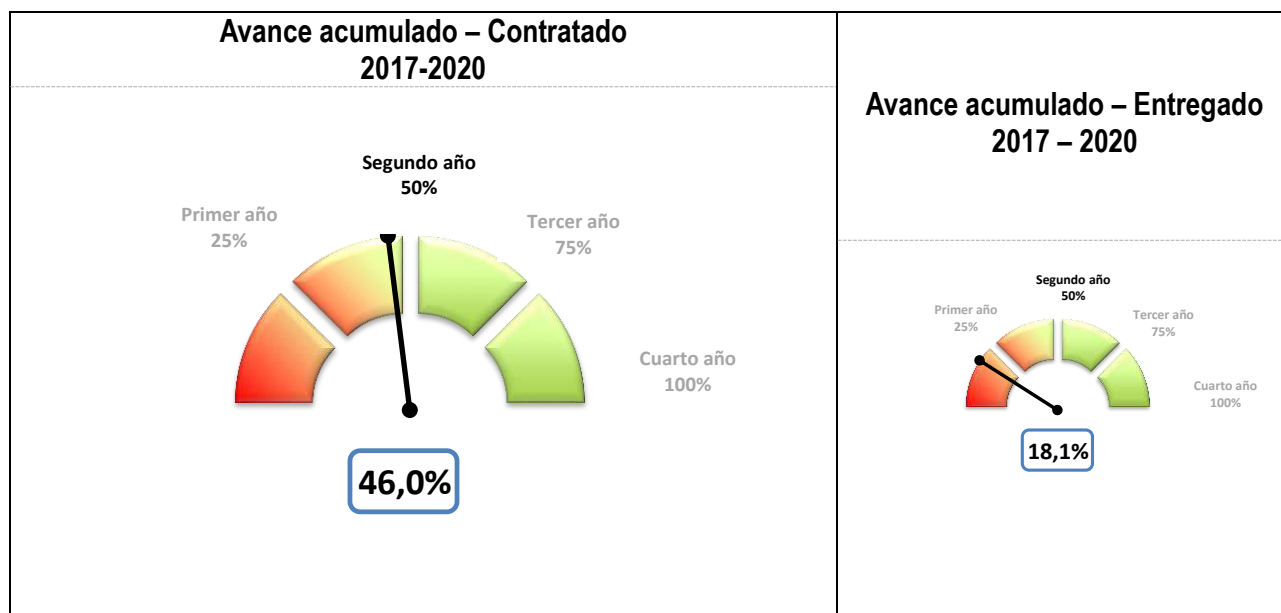 Avance acumulado – Contratado
2017-2020
Segundo año
50%
Primer año
25%
Tercer año
75%
Cuarto año
100%
46,0%
Avance acumulado – Entregado
2017 – 2020
Segundo año
50%
Primer año
25%
Tercer año
75%
Cuarto año
100%
18,1%